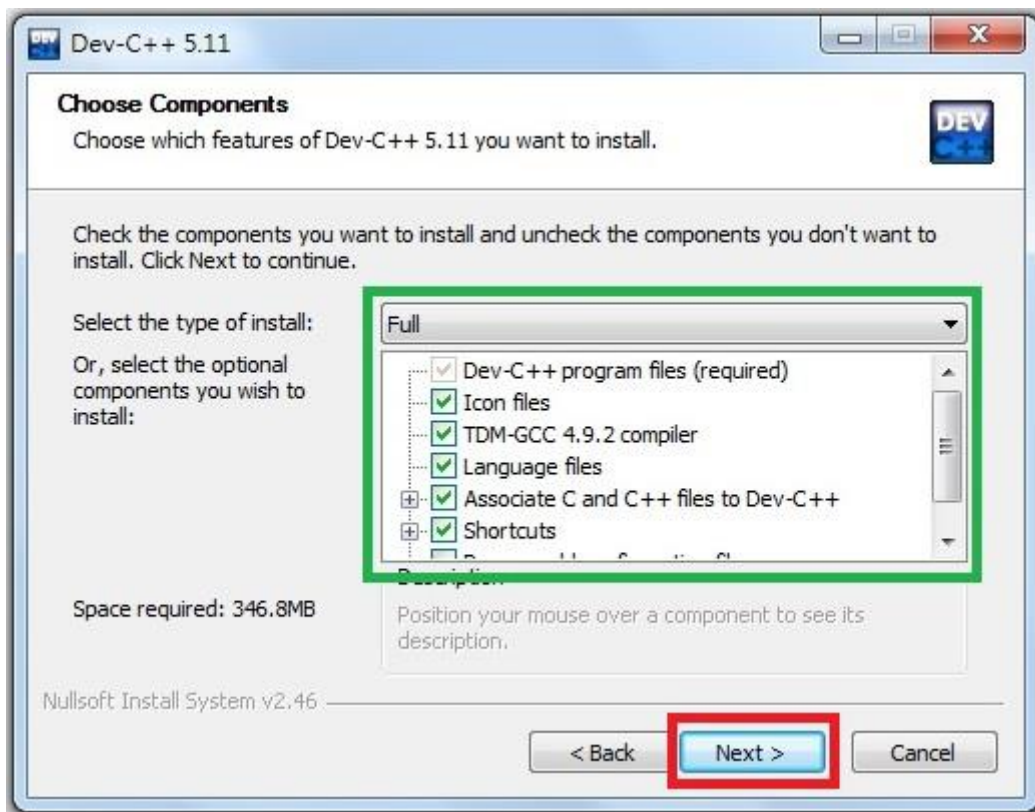 Dev-C++ 5.11
Choose Components
Choose which features of Dev-C++ 5.11 you want to install.
DEV
C++
Check the components you want to install and uncheck the components you don't want to
install. Click Next to continue.
Select the type of install:
Full
Or, select the optional
components you wish to
install:
Dev-C++ program files (required)
Icon files
TDM-GCC 4.9.2 compiler
Language files
Associate C and C++ files to Dev-C++
Shortcuts
Description
Space required: 346.8MB
Position your mouse over a component to see its
description.
Nullsoft Install System v2.46
< Back
Next >
Cancel